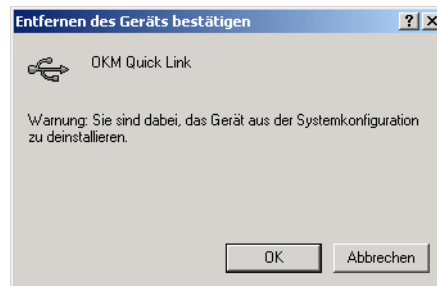 Entfernen des Geräts bestätigen
OKM Quick Link
Warnung: Sie sind dabei, das Gerät aus der Systemkonfiguration
zu deinstallieren.
OK
Abbrechen